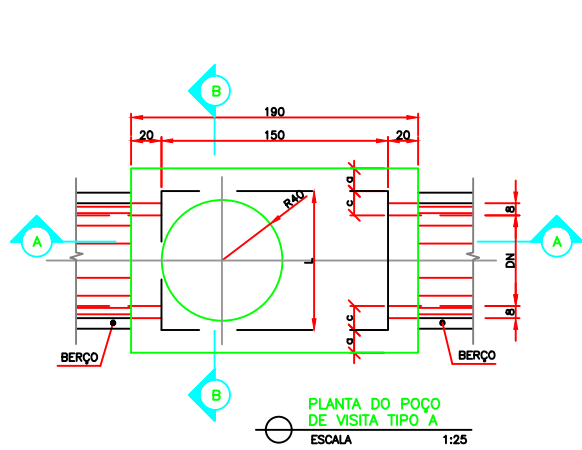 B
190
20 150 20
a
c
R40
8
A
L
DN
A
c
a
8
BERÇO
BERÇO
B
PLANTA DO POÇO
DE VISITA TIPO A
ESCALA 1:25